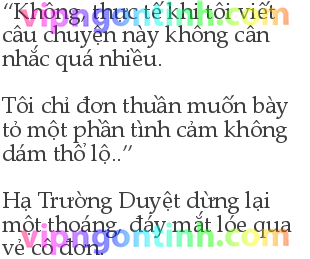 “Không, thực tế khi tôi viết
vipngontinh.com
câu chuyện này không cần
nhắc quá nhiều.
Tôi chỉ đơn thuần muốn bày
tỏ một phần tình cảm không
dám thổ lộ..”
Hạ Trường Duyệt dừng lại
một thoáng, đáy mắt lóe qua
vipngontinh.com
vẻ cô đơn.